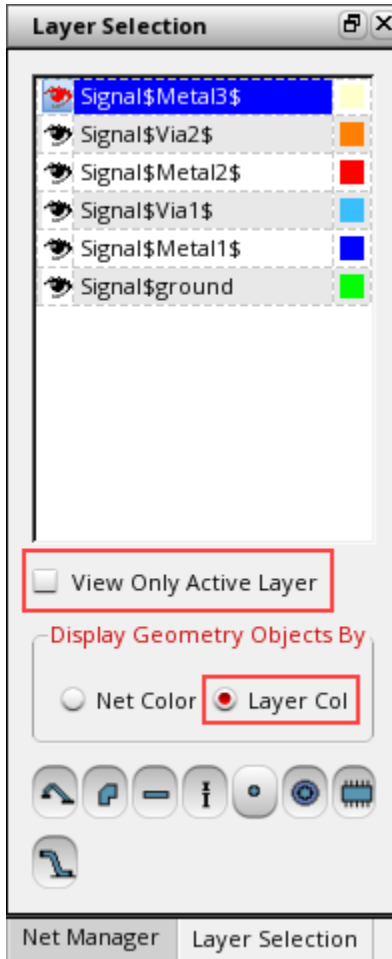 Layer Selection
Signal$Metal3$
Signal$Via2$
Signal$Metal2$
Signal$Via1$
Signal$Metal1$
Signal$ground
View Only Active Layer
Display Geometry Objects By
Net Color Layer Col
Net Manager Layer Selection